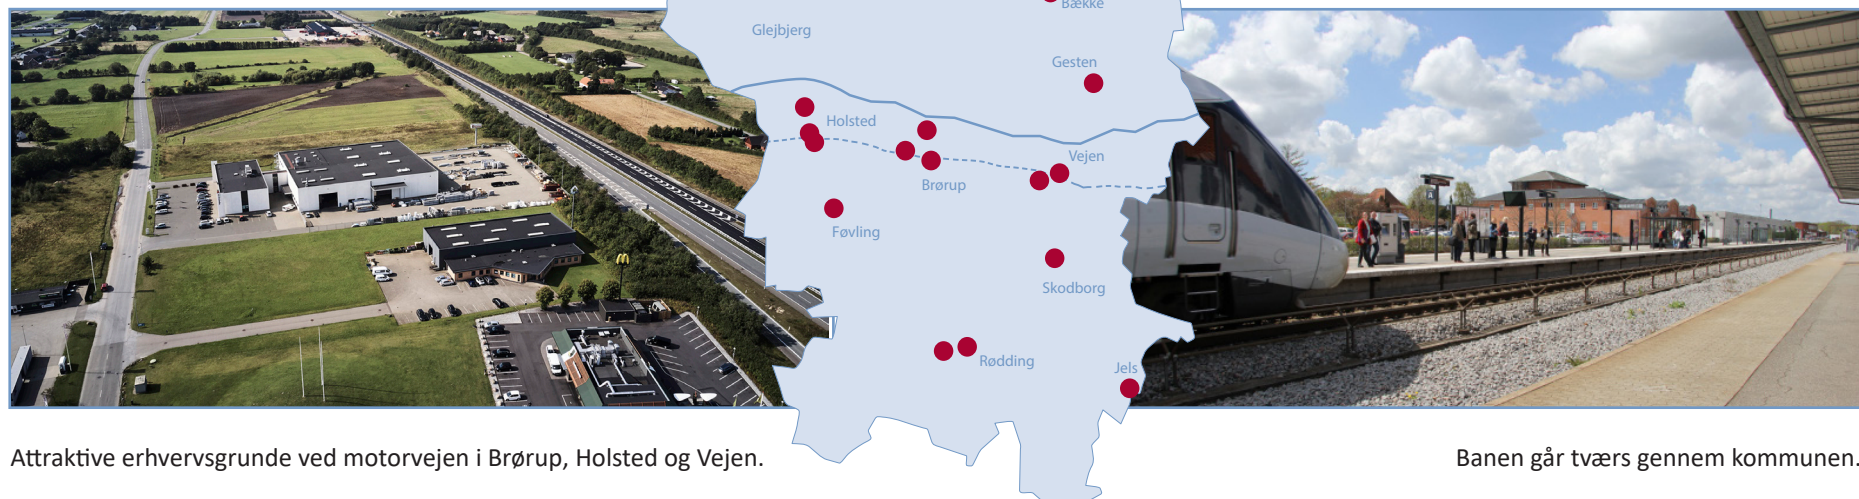 Bække
Glejbjerg
Gesten
Holsted
Vejen
Brørup
Føvling
Skodborg
Rødding
Jels
Attraktive erhvervsgrunde ved motorvejen i Brørup, Holsted og Vejen.
Banen går tværs gennem kommunen.